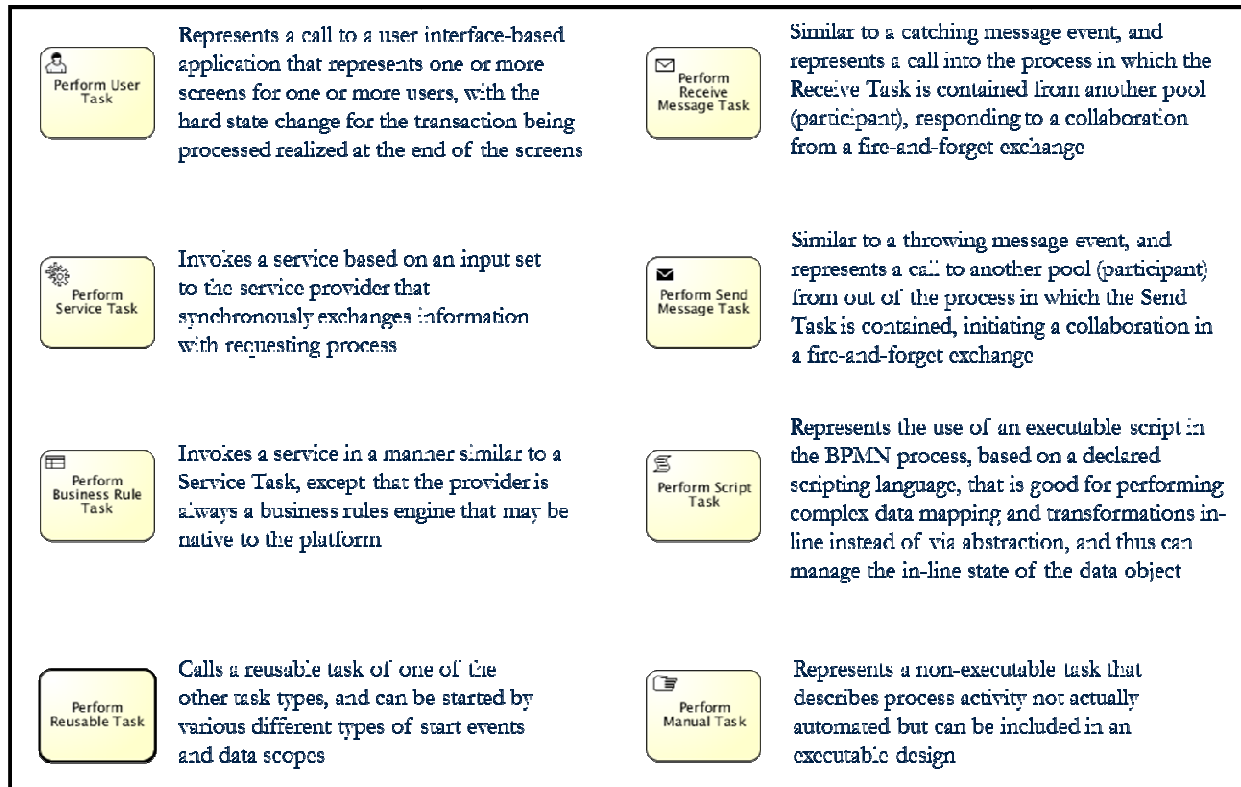 Perform User
Task
Represents a call to a user interface-based
application that represents one or more
screens for one or more users, with the
hard state change for the transaction being
processed realized at the end of the screens
Perform
Receive
Message Task
Similar to a catching message event, and
represents a call into the process in which the
Receive Task is contained from another pool
(participant), responding to a collaboration
from a fire-and-forget exchange
Perform
Service Task
Invokes a service based on an input set
to the service provider that
synchronously exchanges information
with requesting process
Perform Send
Message Task
Similar to a throwing message event, and
represents a call to another pool (participant)
from out of the process in which the Send
Task is contained, initiating a collaboration in
a fire-and-forget exchange
Perform
Business Rule
Task
Invokes a service in a manner similar to a
Service Task, except that the provider is
always a business rules engine that may be
native to the platform
Perform Script
Task
Represents the use of an executable script in
the BPMN process, based on a declared
scripting language, that is good for performing
complex data mapping and transformations in-
line instead of via abstraction, and thus can
manage the in-line state of the data object
Perform
Reusable Task
Calls a reusable task of one of the
other task types, and can be started by
various different types of start events
and data scopes
Perform
Manual Task
Represents a non-executable task that
describes process activity not actually
automated but can be included in an
executable design